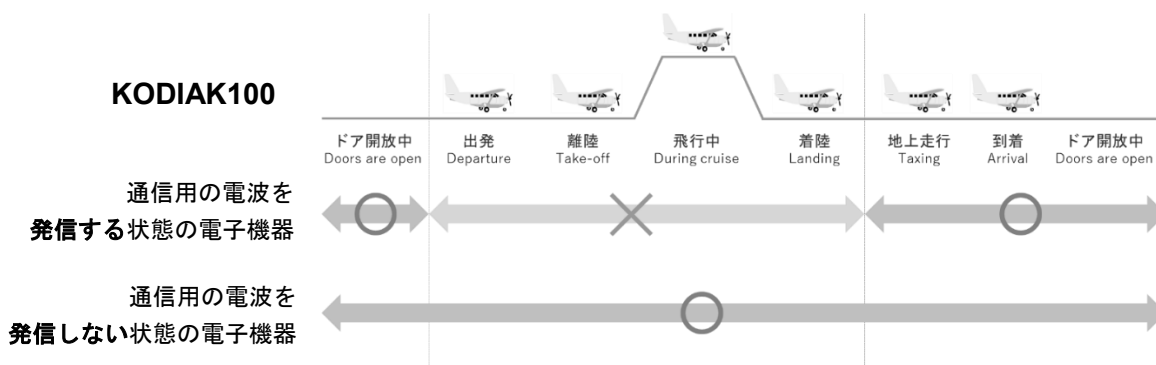 KODIAK100
ドア開放中
Doors are open
出発
Departure
離陸
Take-off
飛行中
During cruise
着陸
Landing
地上走行
Taxing
到着
Arrival
ドア開放中
Doors are open
通信用の電波を
発信する状態の電子機器
通信用の電波を
発信しない状態の電子機器